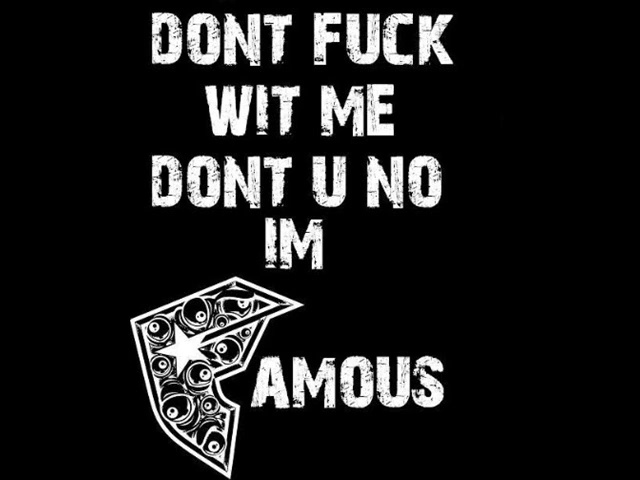 DONT FUCK
WIT ME
DONT U NO
IM
FAMOUS